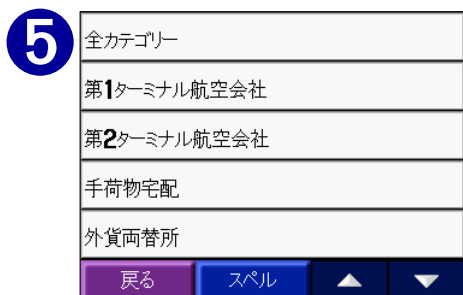 5
全カテゴリー
第1ターミナル航空会社
第2ターミナル航空会社
手荷物宅配
外貨両替所
戻る スペル